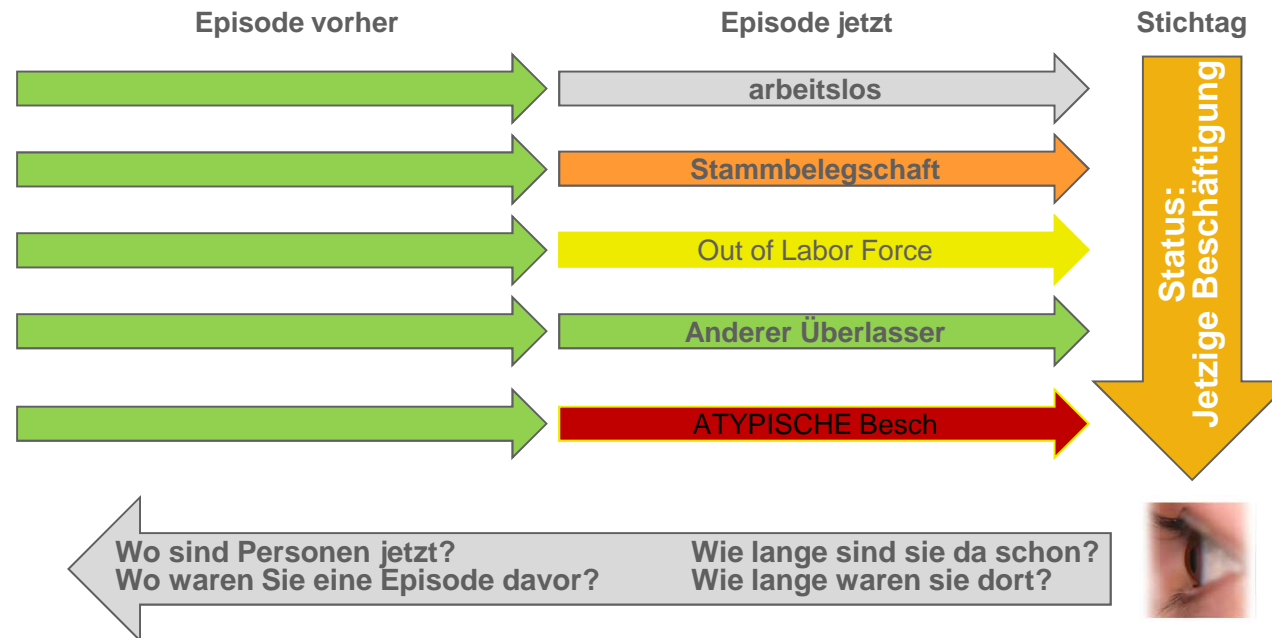 Episode vorher
Episode jetzt
Stichtag
arbeitslos
Stammbelegschaft
Out of Labor Force
Anderer Überlasser
ATYPISCHE Besch
Status:
Jetzige Beschäftigung
Wo sind Personen jetzt?
Wo waren Sie eine Episode davor?
Wie lange sind sie da schon?
Wie lange waren sie dort?